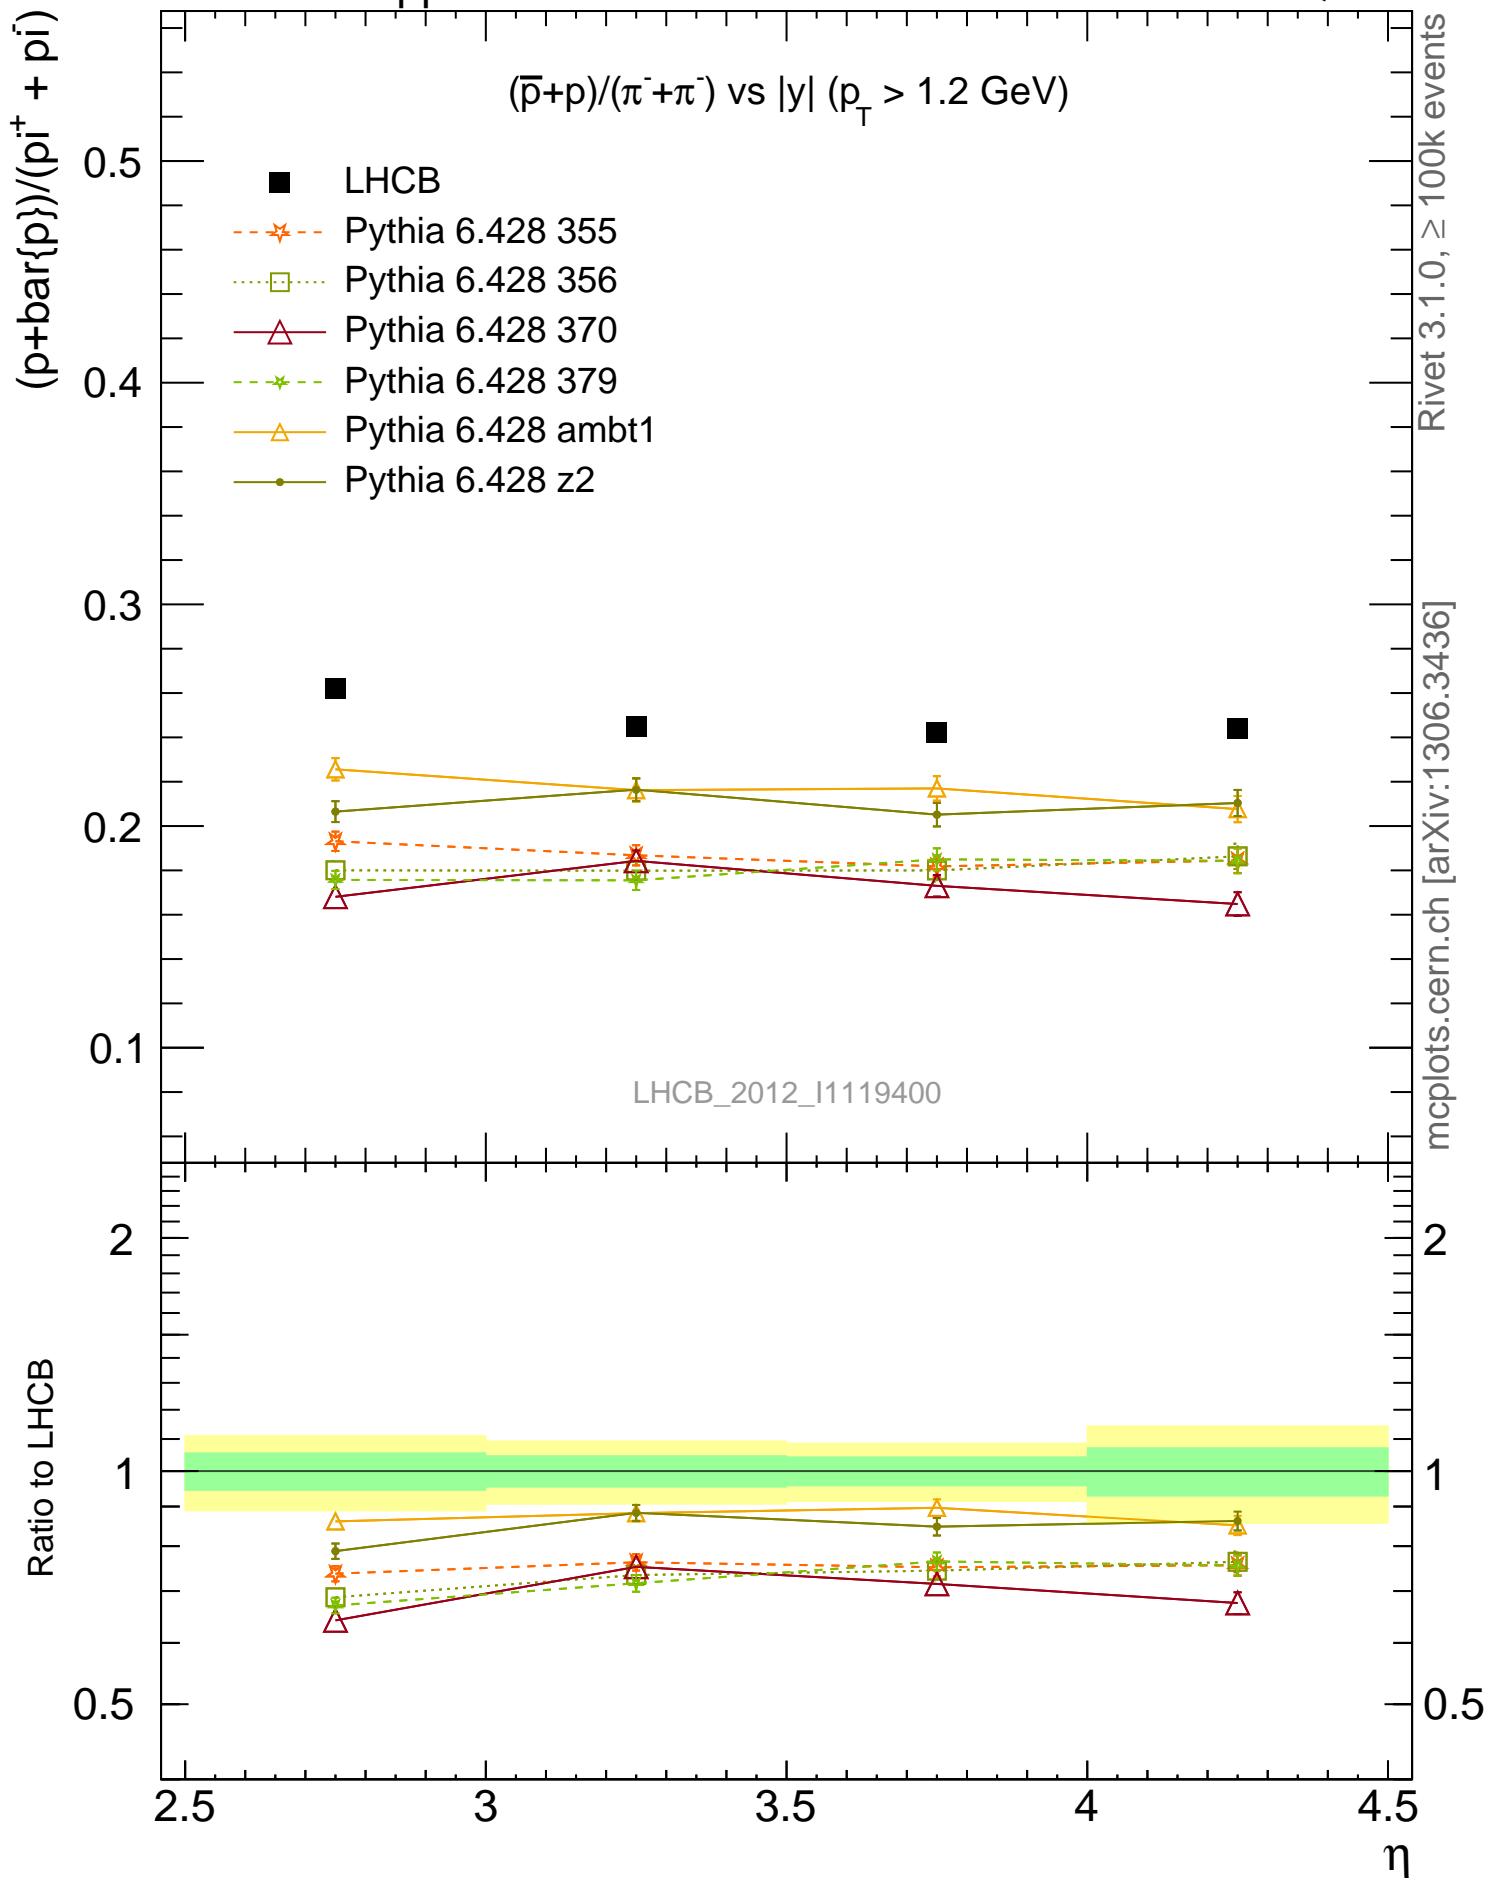 pp
(p̅+p)/(π⁻+π⁻) vs |y| (p_T > 1.2 GeV)
(p+bar{p})/(pi⁺ + pi⁻)
0.5
0.4
0.3
0.2
0.1
LHCB
Pythia 6.428 355
Pythia 6.428 356
Pythia 6.428 370
Pythia 6.428 379
Pythia 6.428 ambt1
Pythia 6.428 z2
LHCB_2012_I1119400
Rivet 3.1.0, ≥ 100k events
mcplots.cern.ch [arXiv:1306.3436]
Ratio to LHCB
2
1
0.5
2
1
0.5
2.5 3 3.5 4 4.5
η